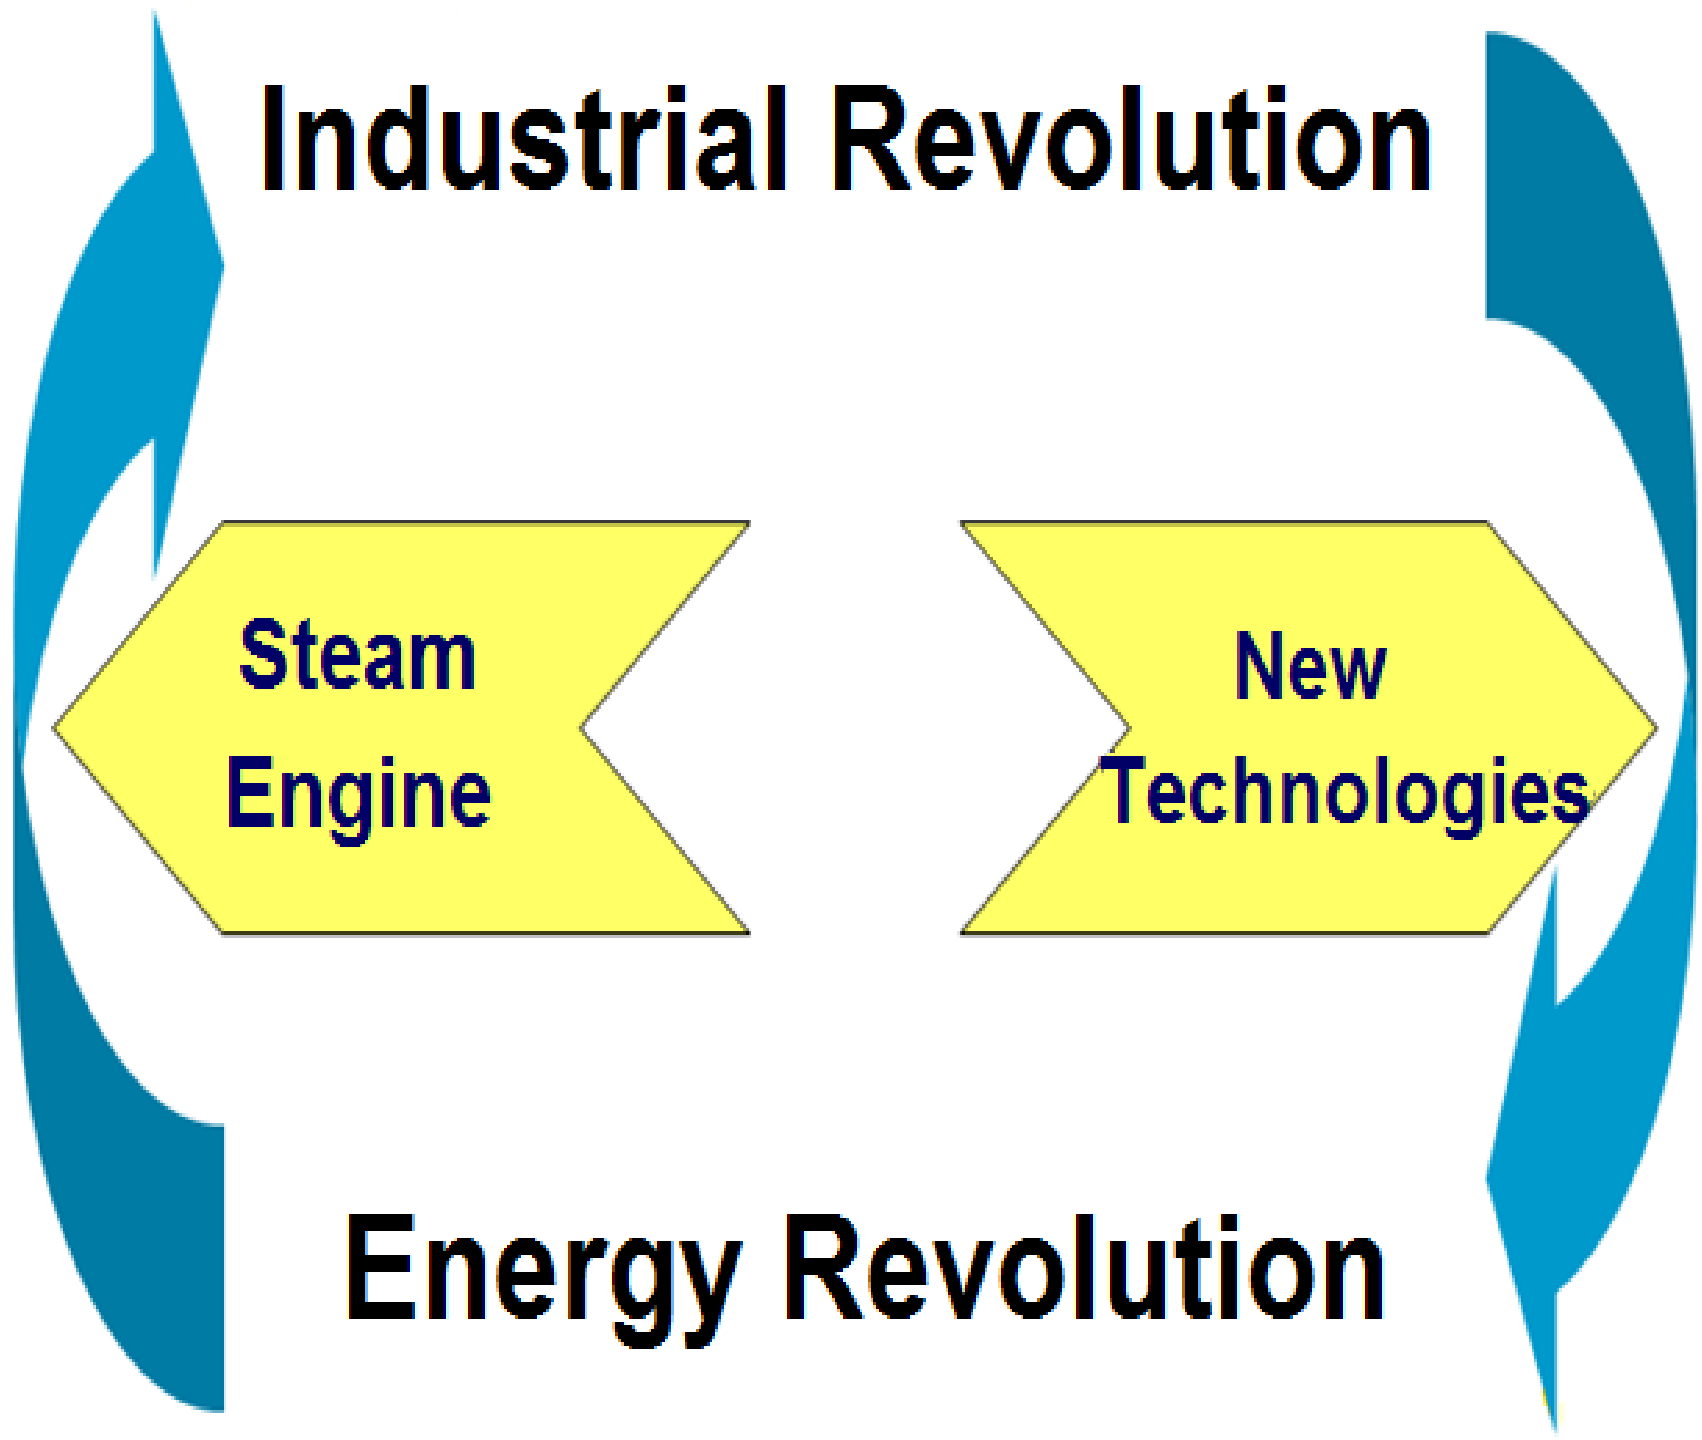 Industrial Revolution
Steam
Engine
New
Technologies
Energy Revolution